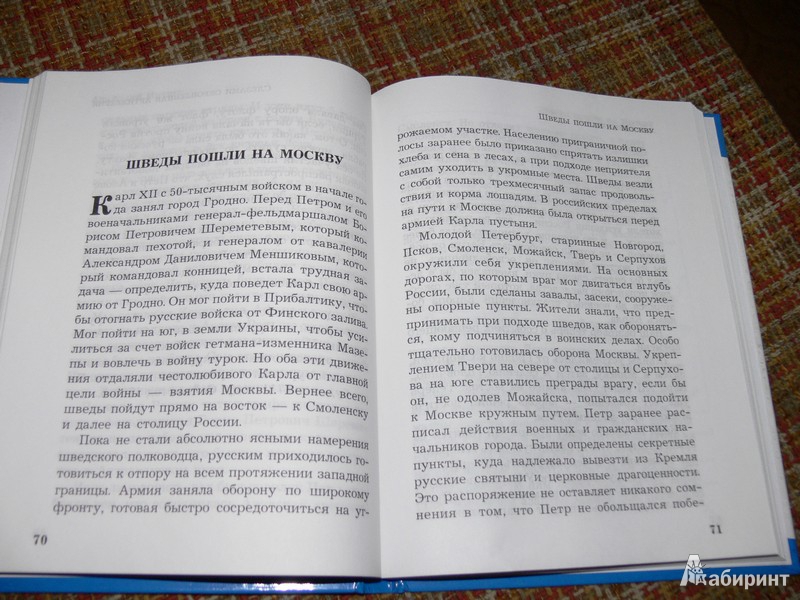 ШВЕДЫ ПОШЛИ НА МОСКВУ
Карл XII с 50-тысячным войском в начале го-
да занял город Гродно. Перед Петром и его
военачальниками генерал-фельдмаршалом Бо-
рисом Петровичем Шереметевым, который ко-
мандовал пехотой, и генералом от кавалерии
Александром Даниловичем Меншиковым, кото-
рый командовал конницей, встала трудная за-
дача — определить, куда поведет Карл свою ар-
мию от Гродно. Он мог пойти в Прибалтику, что-
бы отогнать русские войска от Финского залива.
Мог пойти на юг, в земли Украины, чтобы уси-
литься за счет войск гетмана-изменника Мазе-
пы и вовлечь в войну турок. Но оба эти движе-
ния отдаляли честолюбивого Карла от главной
цели войны — взятия Москвы. Вернее всего,
шведы пойдут прямо на восток — к Смоленску
и далее на столицу России.
Пока не стали абсолютно ясными намерения
шведского полководца, русским приходилось го-
товиться к отпору на всем протяжении западной
границы. Армия заняла оборону по широкому
фронту, готовая быстро сосредоточиться на уг-
70
ШВЕДЫ ПОШЛИ НА МОСКВУ
рожаемом участке. Населению приграничной по-
лосы заранее было приказано спрятать излишки
хлеба и сена в лесах, а при подходе неприятеля
самим уходить в укромные места. Шведы везли
с собой только трехмесячный запас продоволь-
ствия и корма лошадям. В российских пределах
на пути к Москве должна была открыться перед
армией Карла пустыня.
Молодой Петербург, старинные Новгород,
Псков, Смоленск, Можайск, Тверь и Серпухов
окружили себя укреплениями. На основных
дорогах, по которым враг мог двигаться вглубь
России, были сделаны завалы, засеки, сооруже-
ны опорные пункты. Жители знали, что пред-
принимать при подходе шведов, как обороняться,
кому подчиняться в воинских делах. Особо
тщательно готовилась оборона Москвы. Укреп-
лением Твери на севере от столицы и Серпухо-
ва на юге ставились преграды врагу, если бы
он, не одолев Можайска, попытался подойти
к Москве кружным путем. Петр заранее рас-
писал действия военных и гражданских на-
чальников города. Были определены секретные
пункты, куда надлежало вывезти из Кремля
русские святыни и церковные драгоценности.
Это распоряжение не оставляет никакого сом-
нения в том, что Петр не обольщался побе-
71
Лабиринт